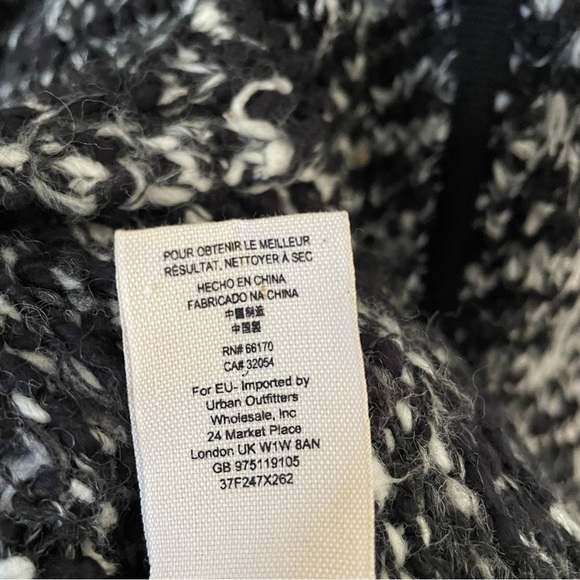 POUR OBTENIR LE MEILLEUR
RÉSULTAT, NETTOYER À SEC
HECHO EN CHINA
FABRICADO NA CHINA
中國制造
中国製
RN# 66170
CA# 32054
For EU- Imported by
Urban Outfitters
Wholesale, Inc
24 Market Place
London UK W1W 8AN
GB 975119105
37F247X262